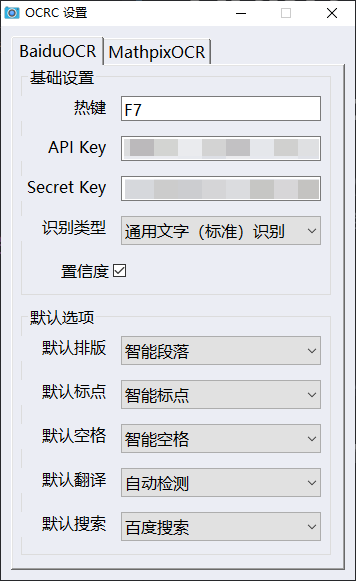 OCRC 设置
BaiduOCR MathpixOCR
基础设置
热键 F7
API Key
Secret Key
识别类型 通用文字（标准）识别
置信度
默认选项
默认排版 智能段落
默认标点 智能标点
默认空格 智能空格
默认翻译 自动检测
默认搜索 百度搜索